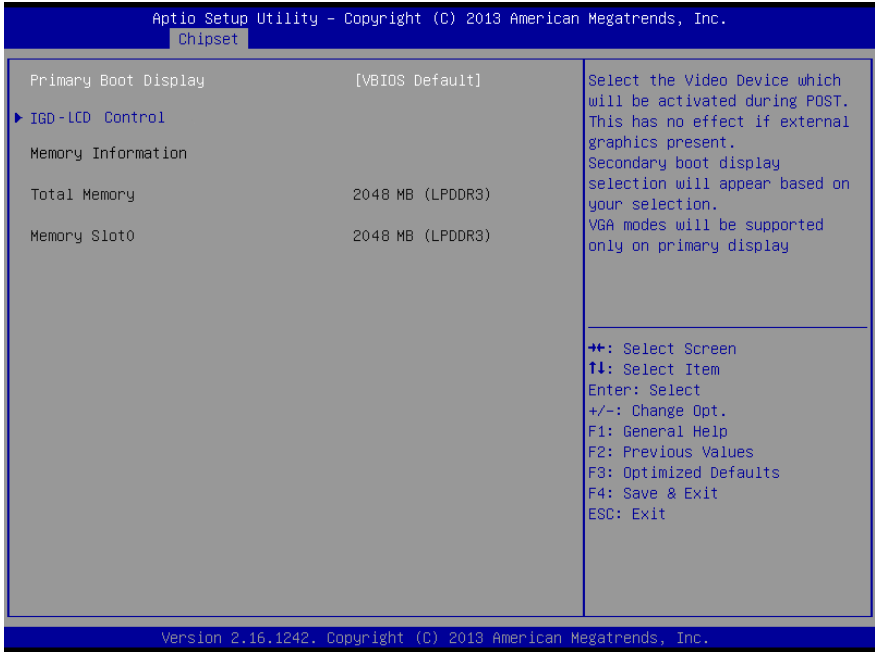 Aptio Setup Utility – Copyright (C) 2013 American Megatrends, Inc.
Chipset
Primary Boot Display [VBIOS Default]
▶ IGD-LCD Control
Memory Information
Total Memory 2048 MB (LPDDR3)
Memory Slot0 2048 MB (LPDDR3)
Select the Video Device which
will be activated during POST.
This has no effect if external
graphics present.
Secondary boot display
selection will appear based on
your selection.
VGA modes will be supported
only on primary display
→←: Select Screen
↑↓: Select Item
Enter: Select
+/-: Change Opt.
F1: General Help
F2: Previous Values
F3: Optimized Defaults
F4: Save & Exit
ESC: Exit
Version 2.16.1242. Copyright (C) 2013 American Megatrends, Inc.